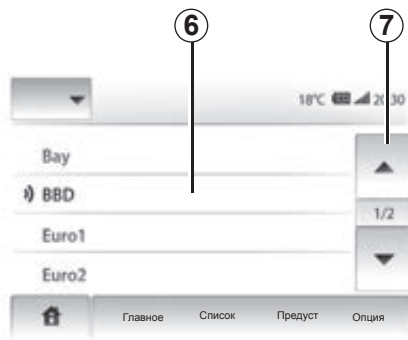 6 7
18°C 20:30
Bay
BBD
1/2
Euro1
Euro2
Главное Список Предуст Опция